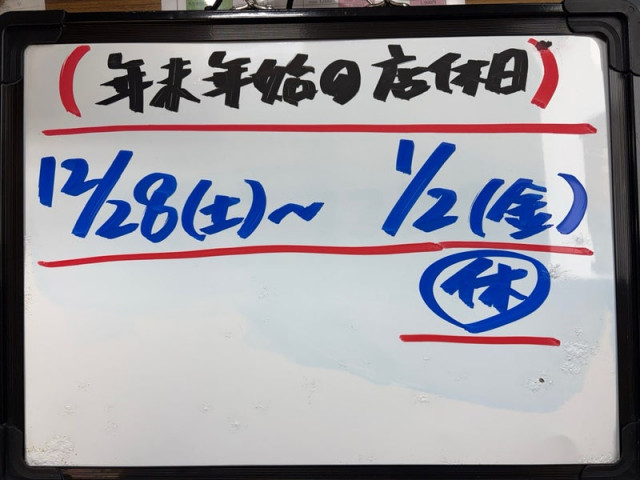 (年末年始の店休日)
12/28(土)～ 1/2(金)
休